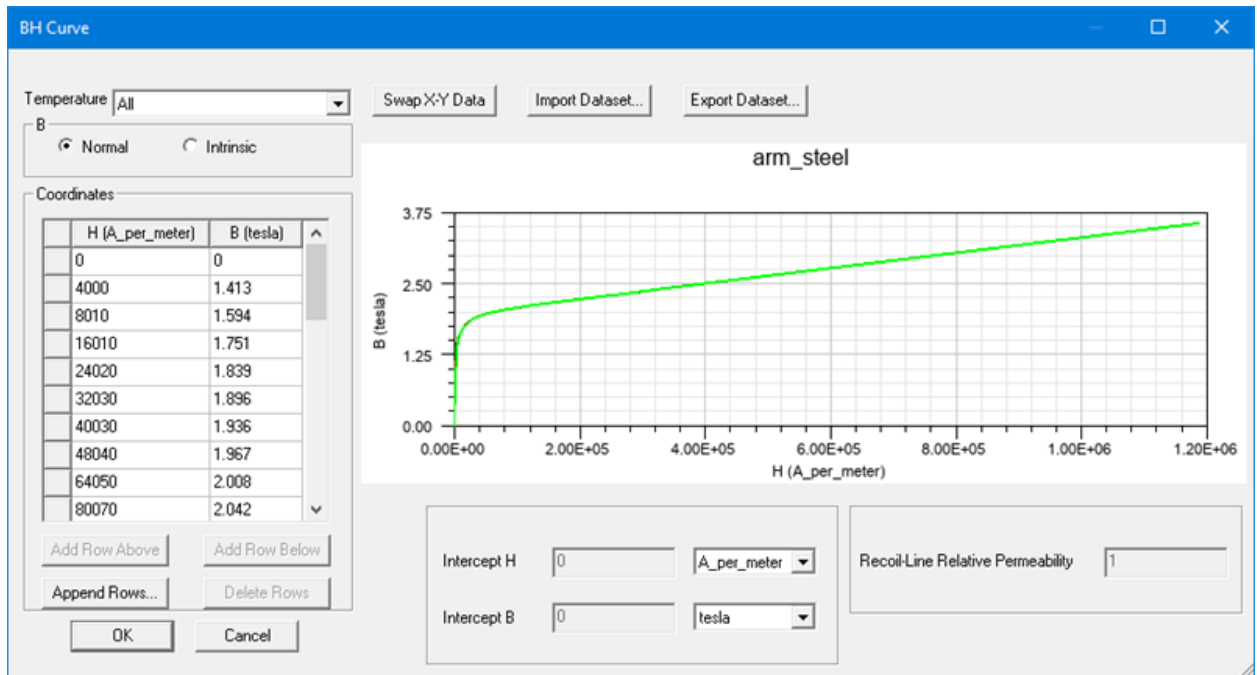 BH Curve
Temperature All
Swap X-Y Data Import Dataset... Export Dataset...
B
Normal Intrinsic
Coordinates
H (A_per_meter) B (tesla)
0 0
4000 1.413
8010 1.594
16010 1.751
24020 1.839
32030 1.896
40030 1.936
48040 1.967
64050 2.008
80070 2.042
Add Row Above Add Row Below
Append Rows... Delete Rows
OK Cancel
arm_steel
3.75
2.50
1.25
0.00
B (tesla)
0.00E+00 2.00E+05 4.00E+05 6.00E+05 8.00E+05 1.00E+06 1.20E+06
H (A_per_meter)
Intercept H 0 A_per_meter
Intercept B 0 tesla
Recoil-Line Relative Permeability 1